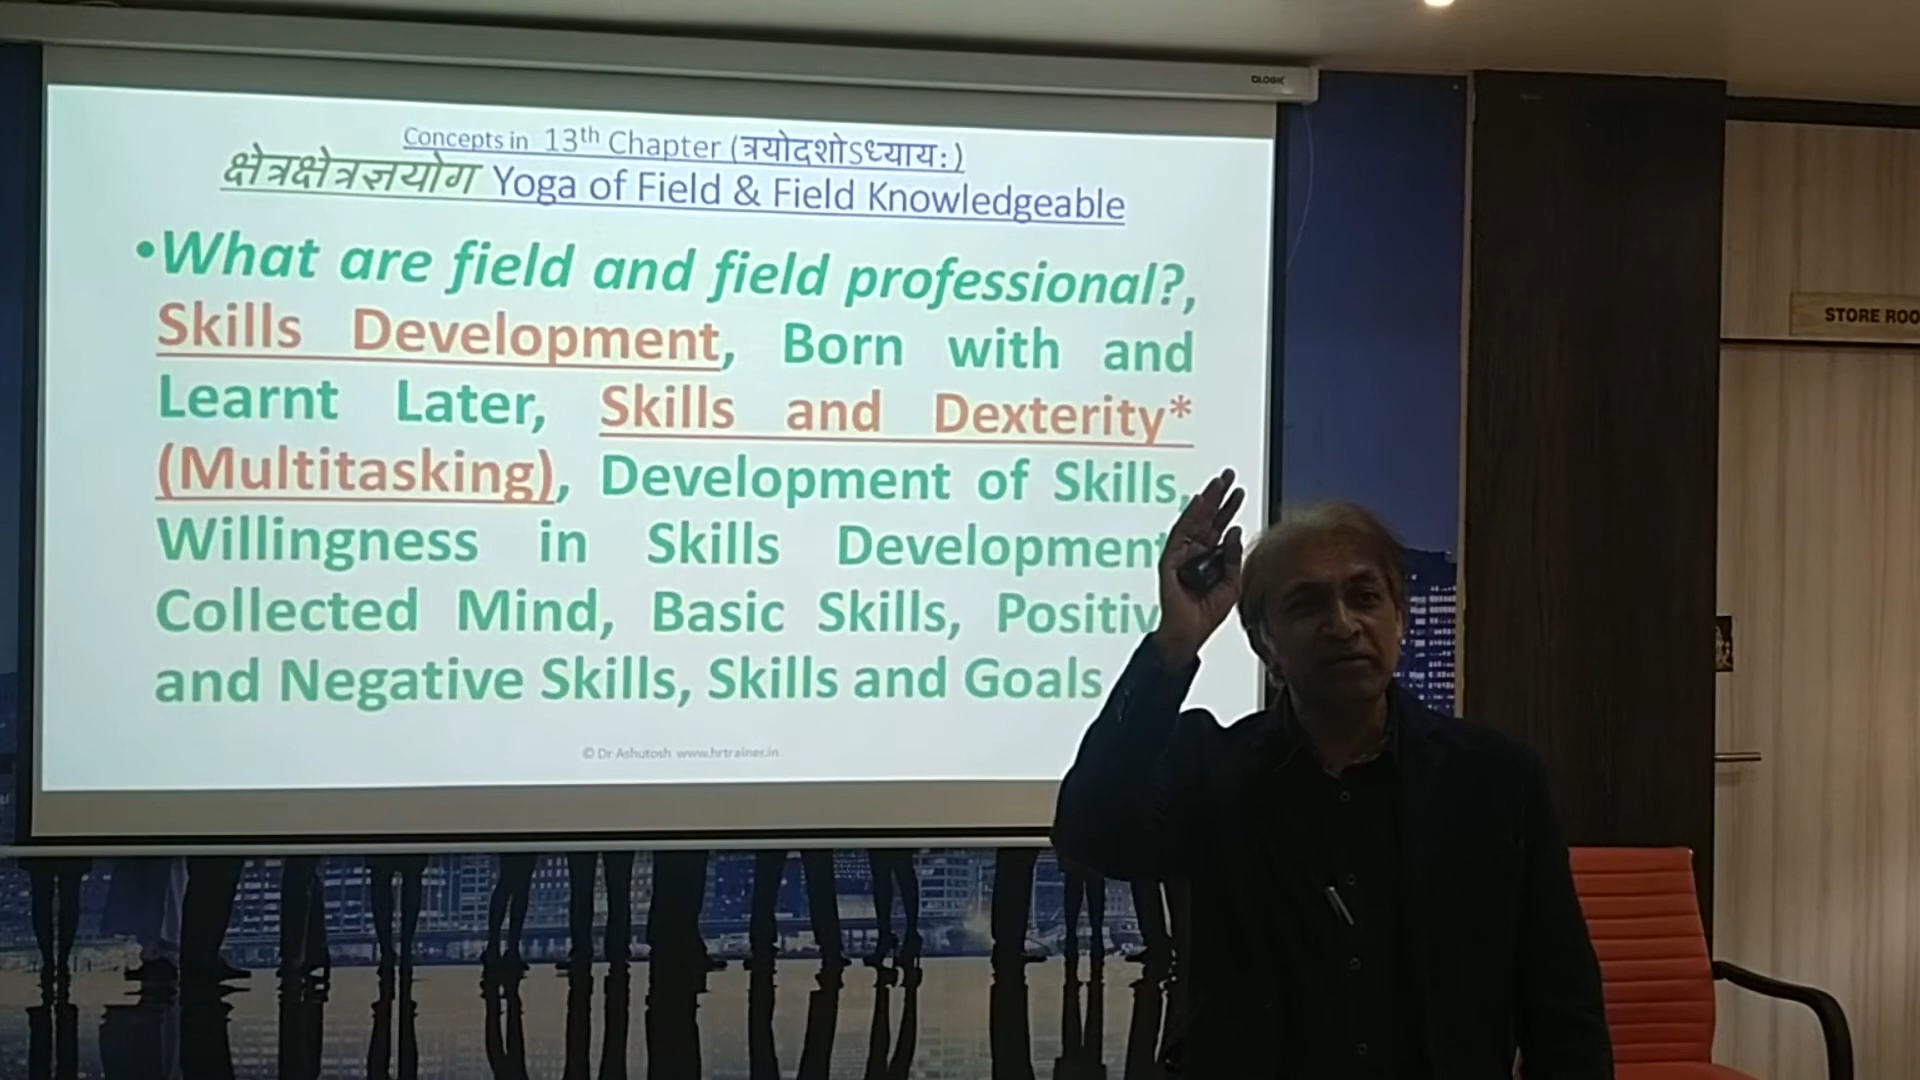 QLOGIC
Concepts in 13th Chapter (त्रयोदशोऽध्याय:)
क्षेत्रक्षेत्रज्ञयोग Yoga of Field & Field Knowledgeable
•What are field and field professional?,
Skills Development, Born with and
Learnt Later, Skills and Dexterity*
(Multitasking), Development of Skills,
Willingness in Skills Development
Collected Mind, Basic Skills, Positiv
and Negative Skills, Skills and Goals
© Dr Ashutosh www.hrtrainer.in
STORE ROO